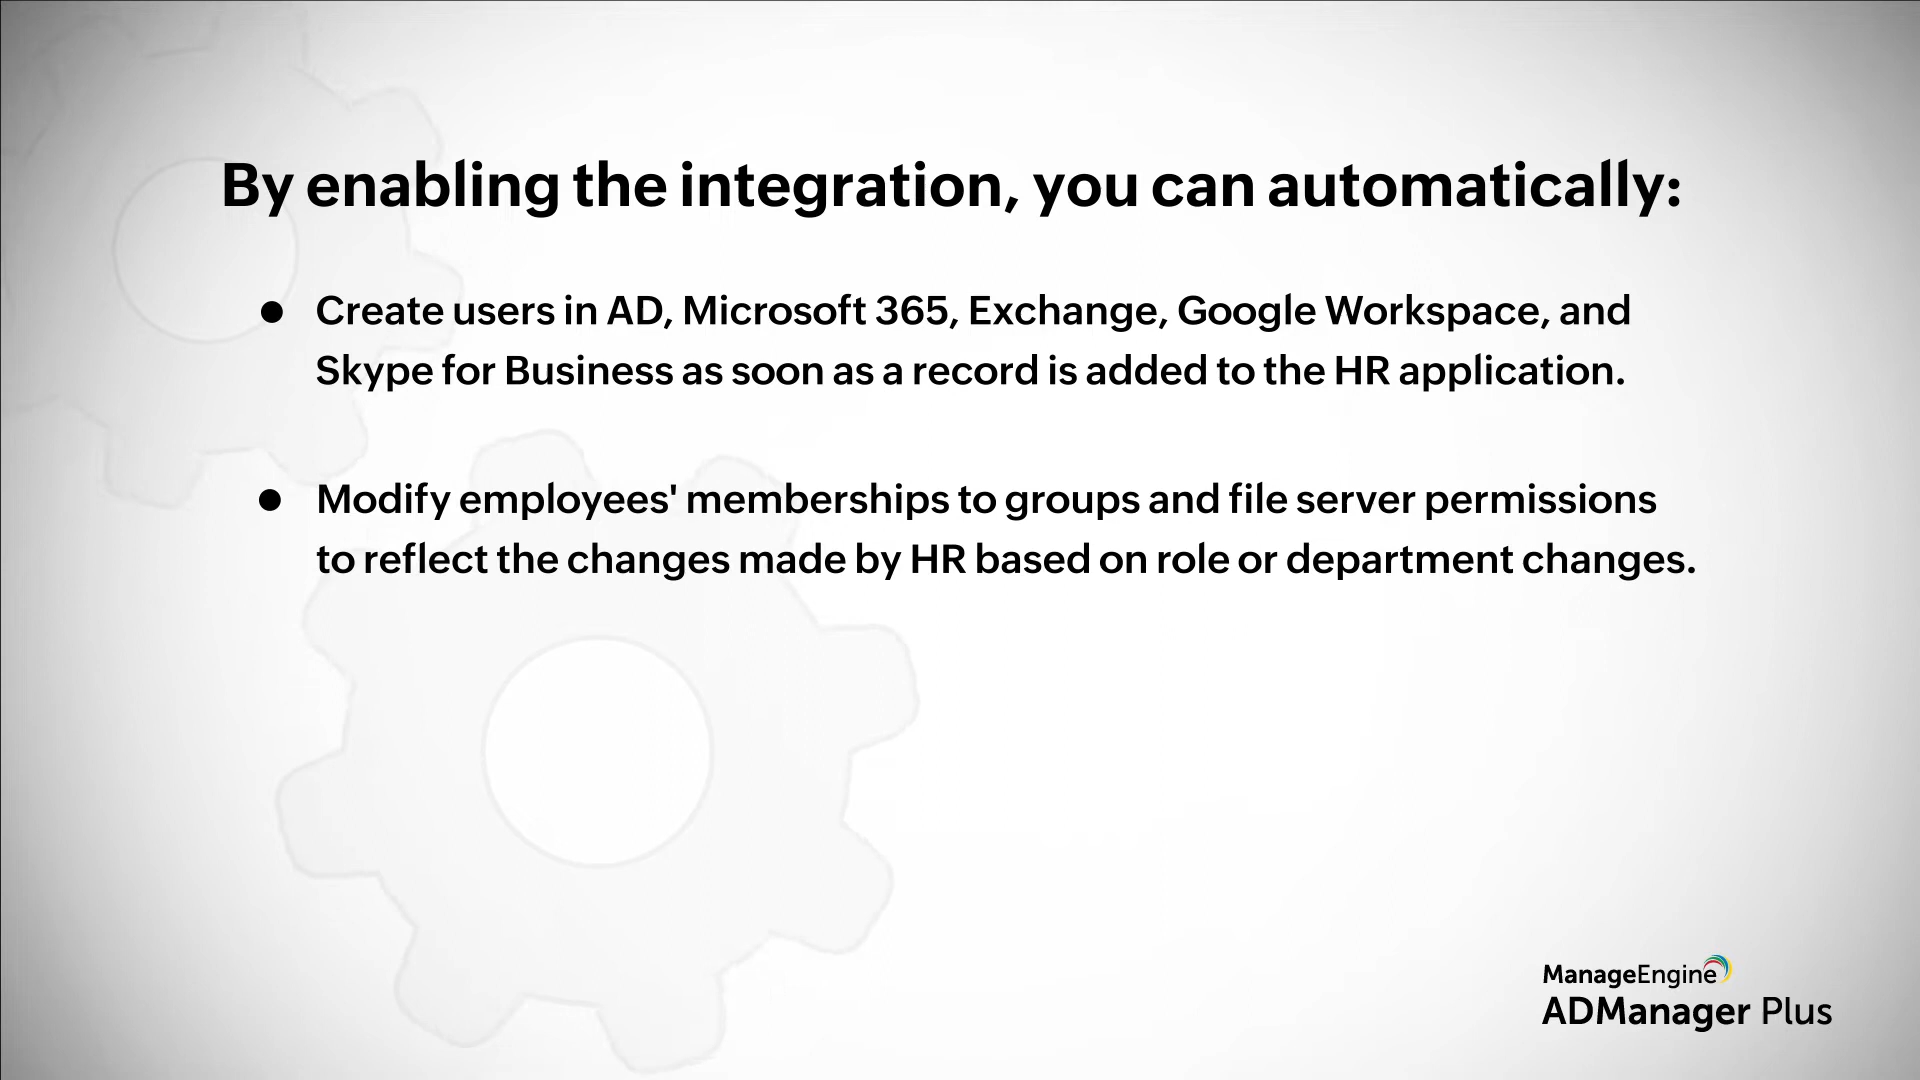 By enabling the integration, you can automatically:
● Create users in AD, Microsoft 365, Exchange, Google Workspace, and
Skype for Business as soon as a record is added to the HR application.
● Modify employees' memberships to groups and file server permissions
to reflect the changes made by HR based on role or department changes.
ManageEngine
ADManager Plus